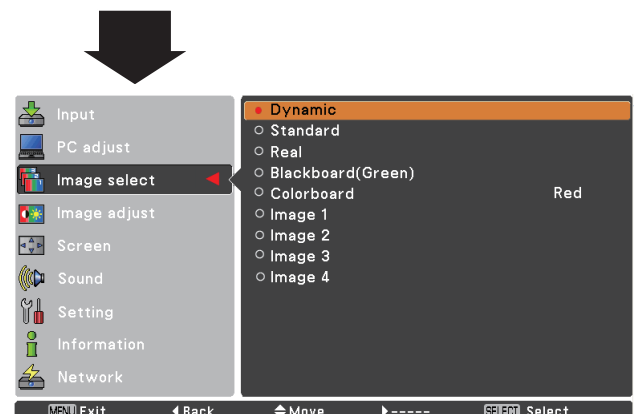 Input
PC adjust
Image select
Image adjust
Screen
Sound
Setting
Information
Network
Dynamic
Standard
Real
Blackboard(Green)
Colorboard Red
Image 1
Image 2
Image 3
Image 4
MENU Exit Back Move ----- SELECT Select